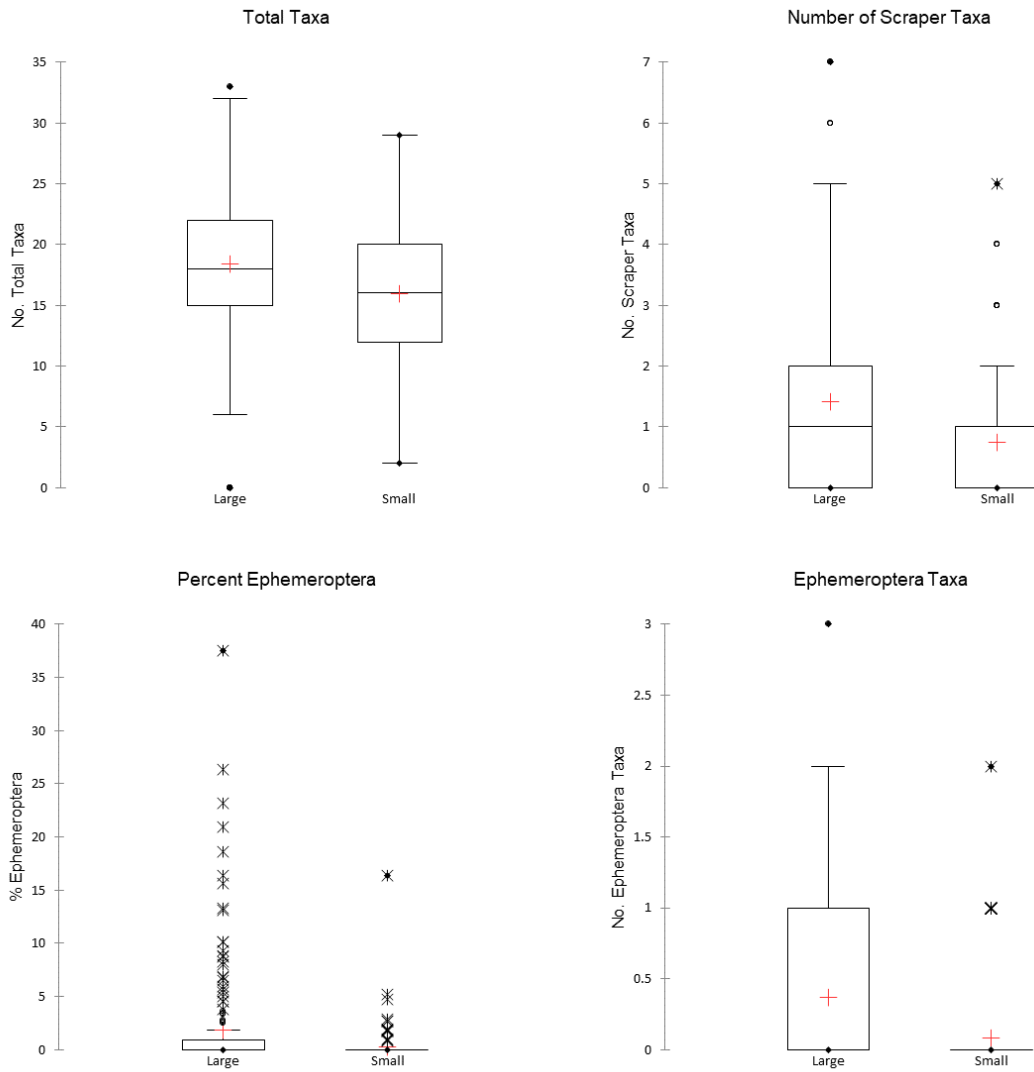 Total Taxa
No. Total Taxa
35
30
25
20
15
10
5
0
Large
Small
Number of Scraper Taxa
No. Scraper Taxa
7
6
5
4
3
2
1
0
Large
Small
Percent Ephemeroptera
% Ephemeroptera
40
35
30
25
20
15
10
5
0
Large
Small
Ephemeroptera Taxa
No. Ephemeroptera Taxa
3
2.5
2
1.5
1
0.5
0
Large
Small